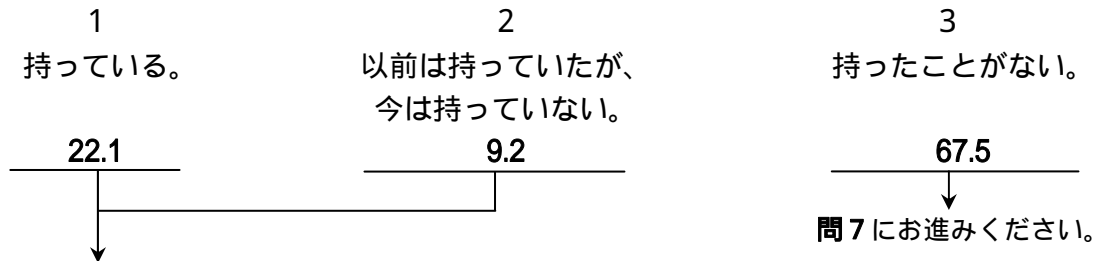 1
持っている。
22.1
2
以前は持っていたが、
今は持っていない。
9.2
3
持ったことがない。
67.5
問７にお進みください。